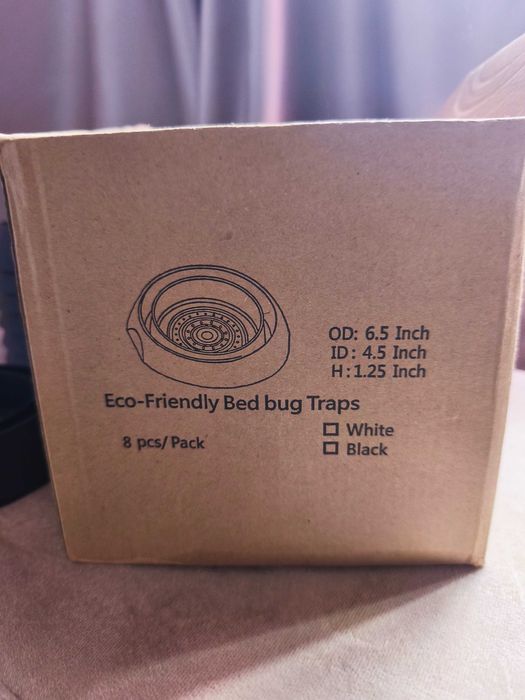 OD: 6.5 Inch
ID: 4.5 Inch
H:1.25 Inch
Eco-Friendly Bed bug Traps
8 pcs/Pack
White
Black